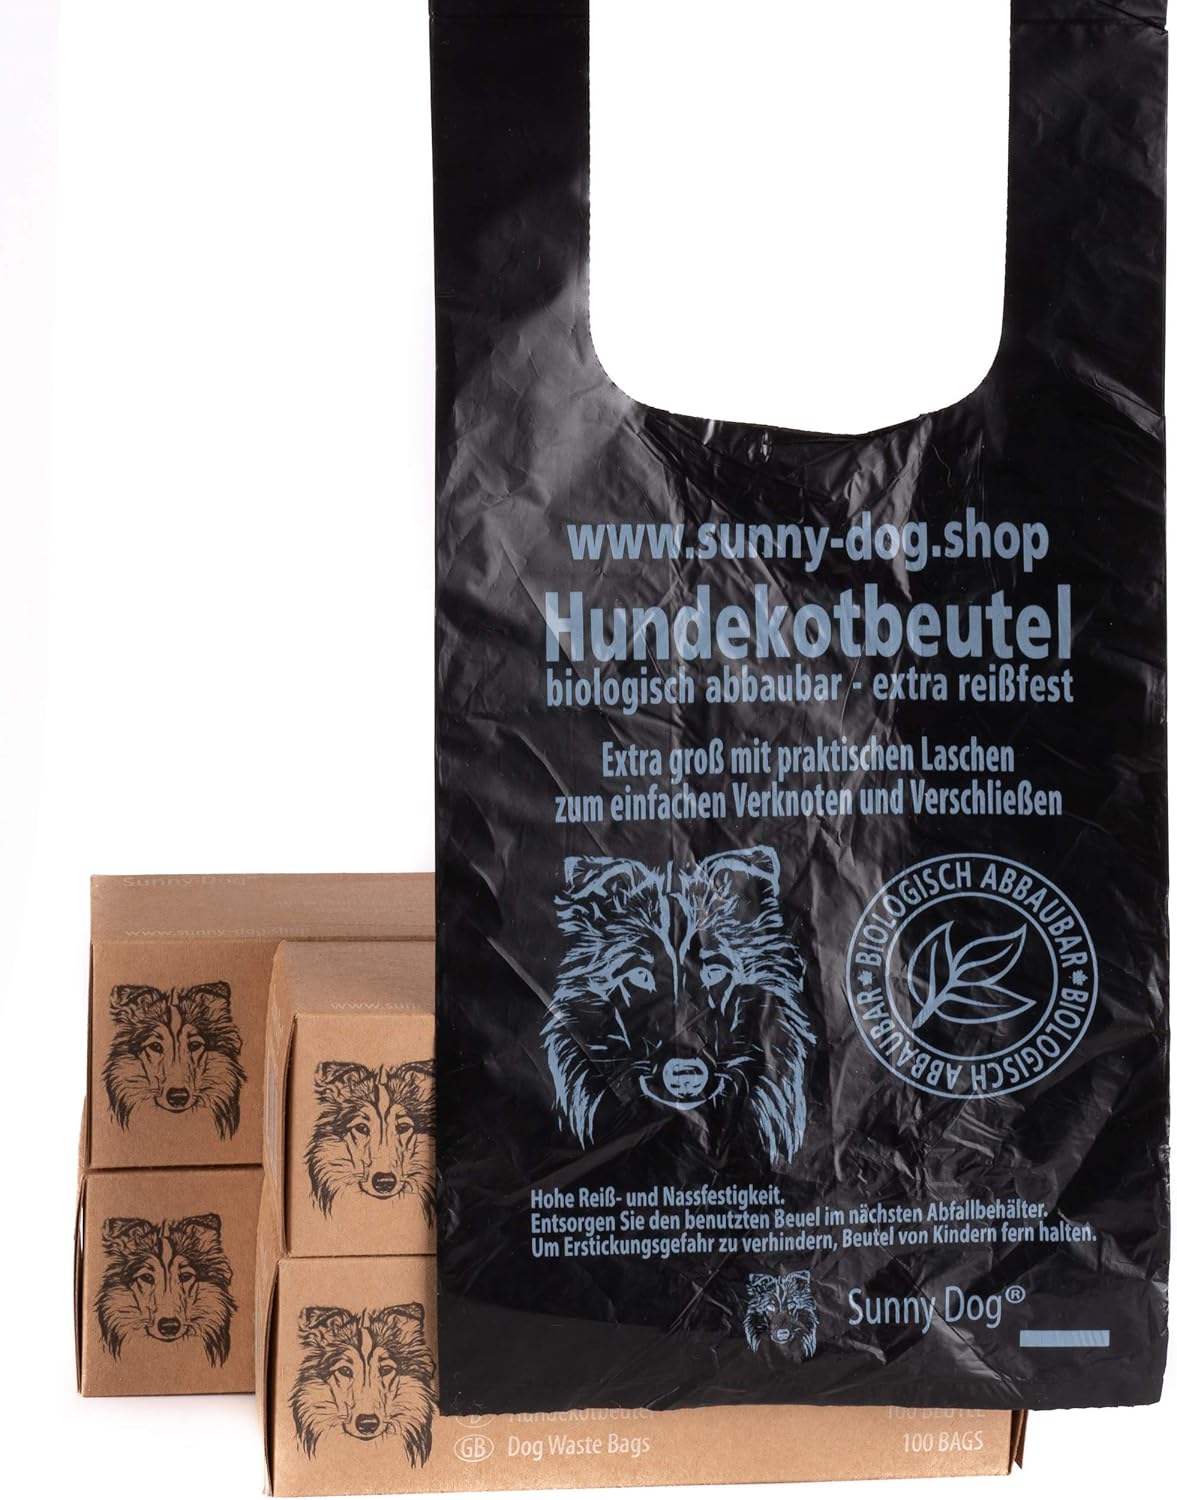 www.sunny-dog.shop
Hundekotbeutel
biologisch abbaubar - extra reißfest
Extra groß mit praktischen Laschen
zum einfachen Verknoten und Verschließen
* BIOLOGISCH ABBAUBAR * BIOLOGISCH ABBAUBAR
Hohe Reiß- und Nassfestigkeit.
Entsorgen Sie den benutzten Beuel im nächsten Abfallbehälter.
Um Erstickungsgefahr zu verhindern, Beutel von Kindern fern halten.
Sunny Dog®
Sunny Dog
www.sunny-dog.shop
www.sunny
Hundekotbeutel 100 BEUTEL
GB Dog Waste Bags 100 BAGS